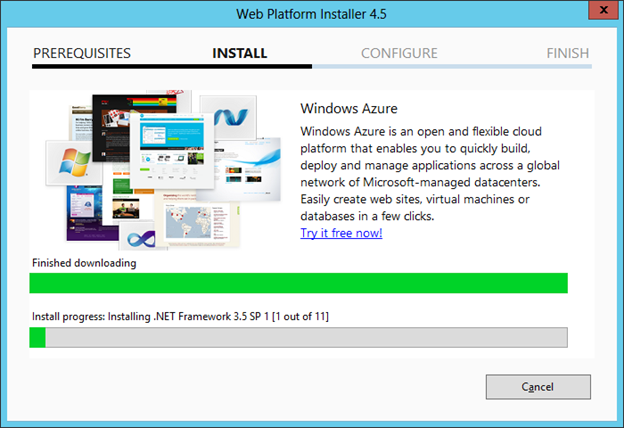 Web Platform Installer 4.5
x
PREREQUISITES INSTALL CONFIGURE FINISH
Windows Azure
Windows Azure is an open and flexible cloud
platform that enables you to quickly build,
deploy and manage applications across a global
network of Microsoft-managed datacenters.
Easily create web sites, virtual machines or
databases in a few clicks.
Try it free now!
Finished downloading
Install progress: Installing .NET Framework 3.5 SP 1 [1 out of 11]
Cancel